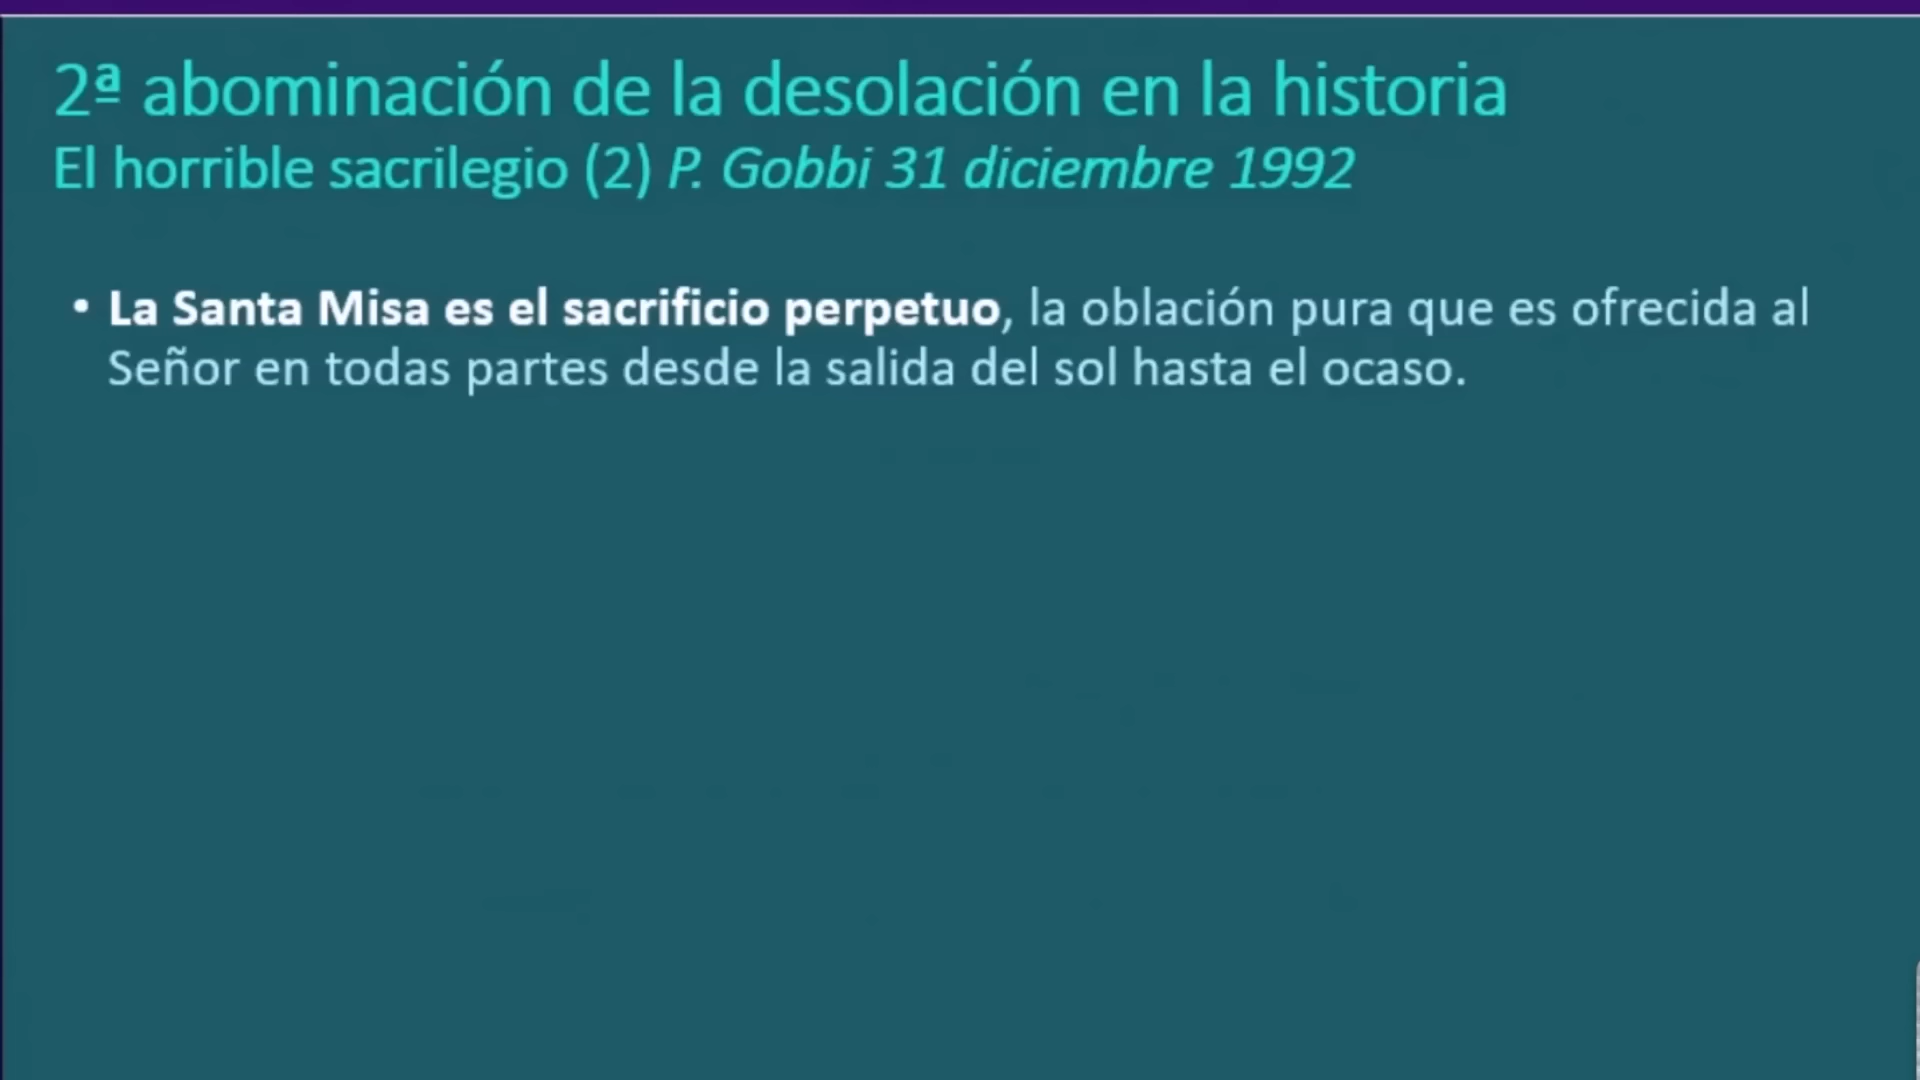 2ª abominación de la desolación en la historia
El horrible sacrilegio (2) P. Gobbi 31 diciembre 1992
• La Santa Misa es el sacrificio perpetuo, la oblación pura que es ofrecida al
Señor en todas partes desde la salida del sol hasta el ocaso.